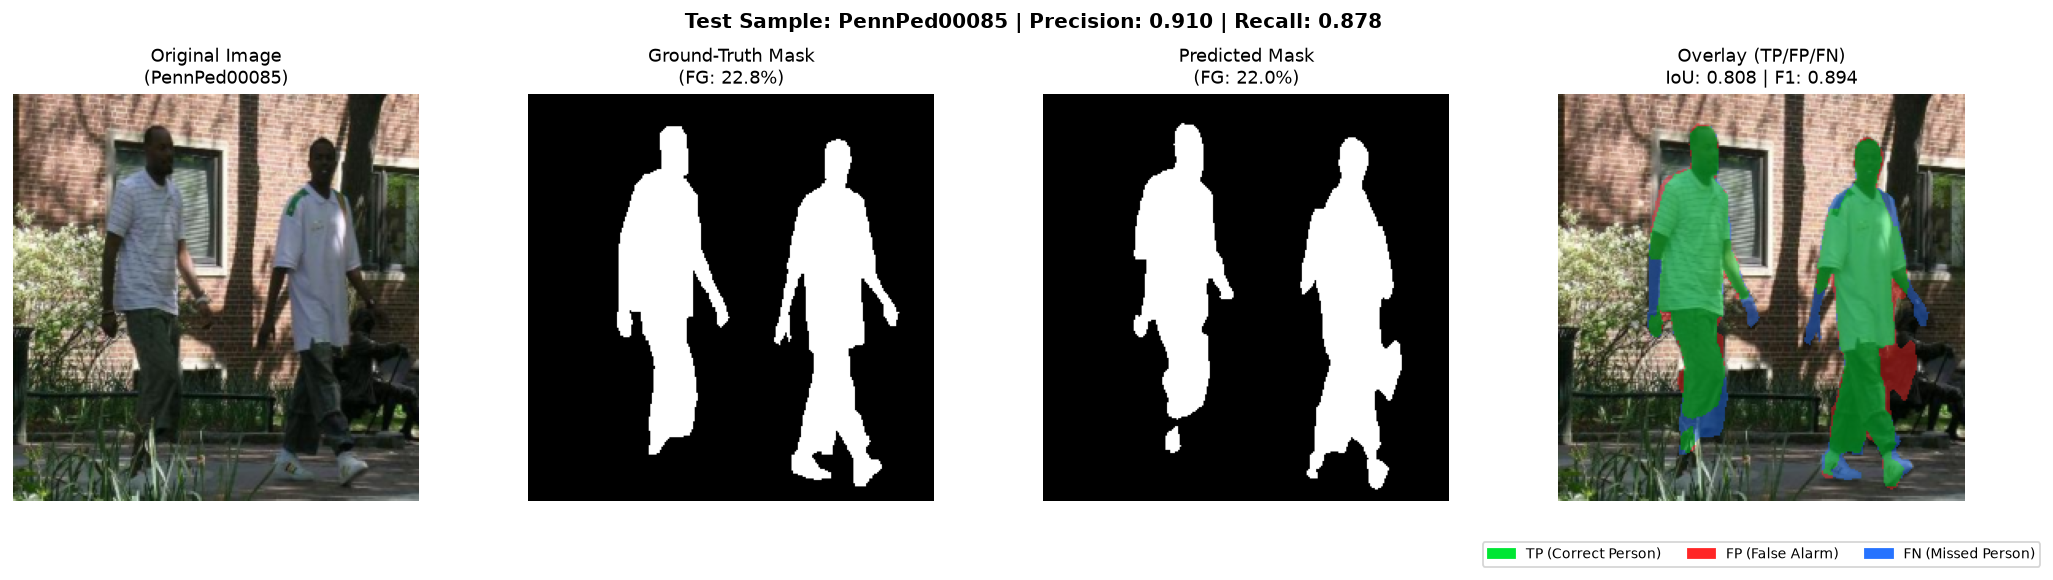 Test Sample: PennPed00085 | Precision: 0.910 | Recall: 0.878
Original Image
(PennPed00085)
Ground-Truth Mask
(FG: 22.8%)
Predicted Mask
(FG: 22.0%)
Overlay (TP/FP/FN)
IoU: 0.808 | F1: 0.894
TP (Correct Person)
FP (False Alarm)
FN (Missed Person)